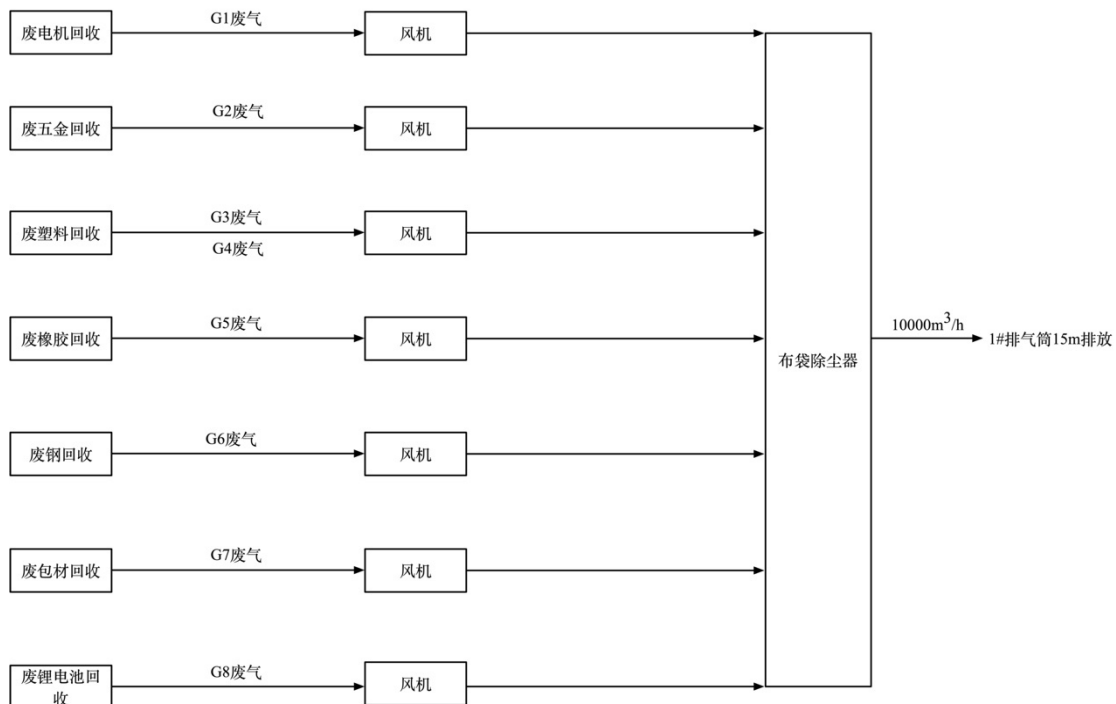 废电机回收
G1废气
风机
废五金回收
G2废气
风机
废塑料回收
G3废气
G4废气
风机
废橡胶回收
G5废气
风机
布袋除尘器
10000m³/h
1#排气筒15m排放
废钢回收
G6废气
风机
废包材回收
G7废气
风机
废锂电池回
收
G8废气
风机